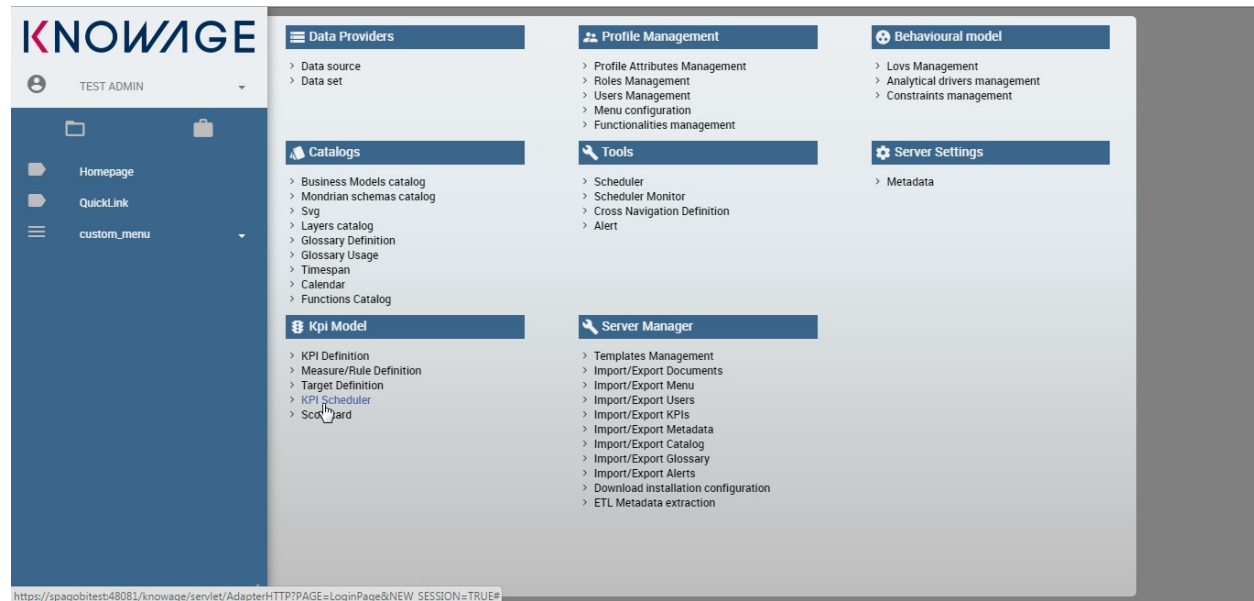 KNOWAGE
TEST ADMIN
Homepage
QuickLink
custom_menu
Data Providers
> Data source
> Data set
Profile Management
> Profile Attributes Management
> Roles Management
> Users Management
> Menu configuration
> Functionalities management
Behavioural model
> Lovs Management
> Analytical drivers management
> Constraints management
Catalogs
> Business Models catalog
> Mondrian schemas catalog
> Svg
> Layers catalog
> Glossary Definition
> Glossary Usage
> Timespan
> Calendar
> Functions Catalog
Tools
> Scheduler
> Scheduler Monitor
> Cross Navigation Definition
> Alert
Server Settings
> Metadata
Kpi Model
> KPI Definition
> Measure/Rule Definition
> Target Definition
> KPI Scheduler
>
Server Manager
> Templates Management
> Import/Export Documents
> Import/Export Menu
> Import/Export Users
> Import/Export KPIs
> Import/Export Metadata
> Import/Export Catalog
> Import/Export Glossary
> Import/Export Alerts
> Download installation configuration
> ETL Metadata extraction
https://spagobitest:48081/knowage/servlet/AdapterHTTP?PAGE=LoginPage&NEW_SESSION=TRUE#